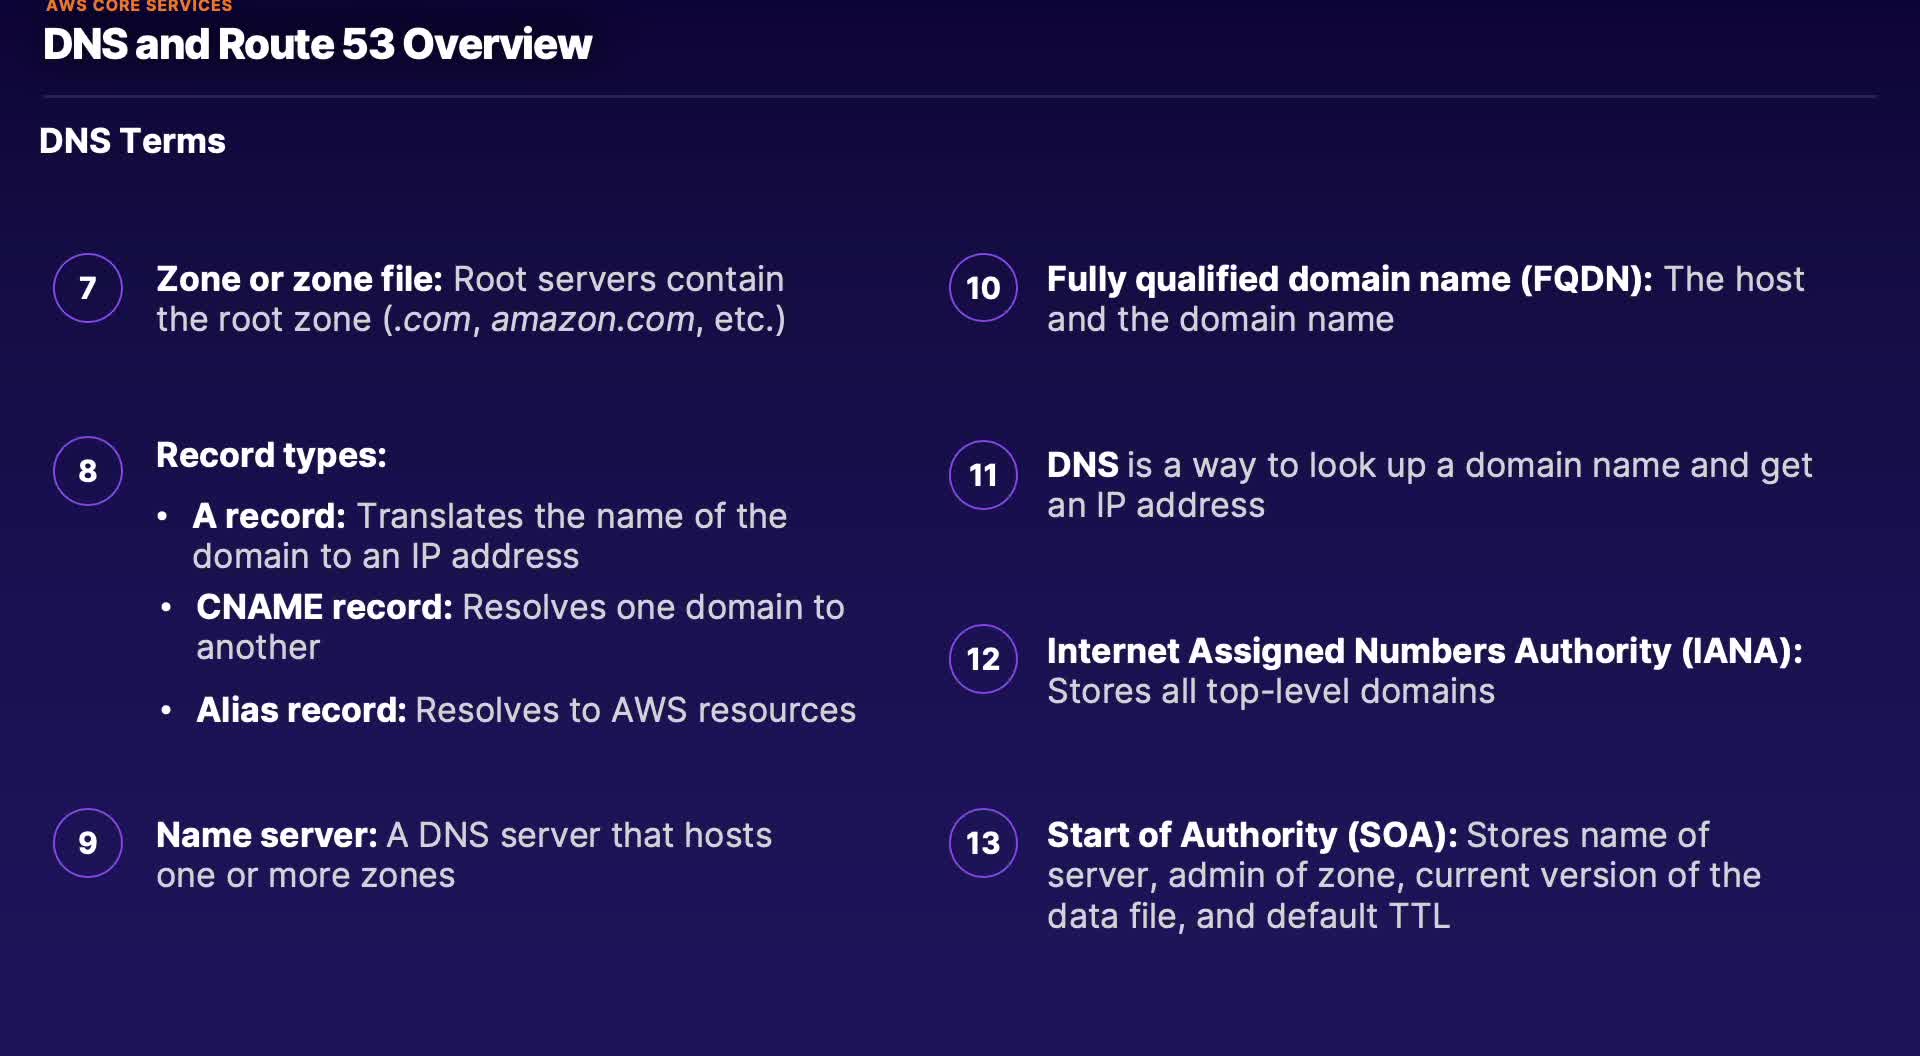 AWS CORE SERVICES
DNS and Route 53 Overview
DNS Terms
7
Zone or zone file: Root servers contain
the root zone (.com, amazon.com, etc.)
8
Record types:
• A record: Translates the name of the
domain to an IP address
• CNAME record: Resolves one domain to
another
• Alias record: Resolves to AWS resources
9
Name server: A DNS server that hosts
one or more zones
10
Fully qualified domain name (FQDN): The host
and the domain name
11
DNS is a way to look up a domain name and get
an IP address
12
Internet Assigned Numbers Authority (IANA):
Stores all top-level domains
13
Start of Authority (SOA): Stores name of
server, admin of zone, current version of the
data file, and default TTL